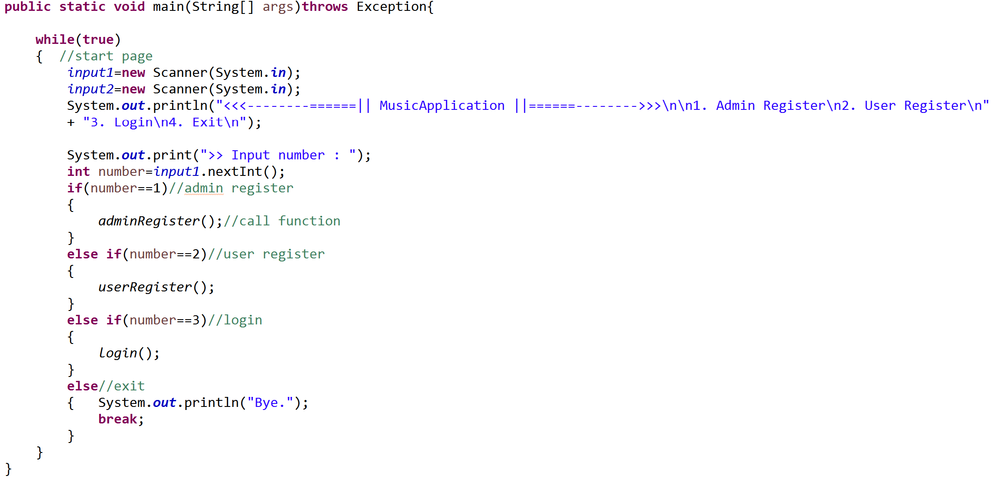 public static void main(String[] args)throws Exception{
while(true)
{  //start page
input1=new Scanner(System.in);
input2=new Scanner(System.in);
System.out.println("<<<--------======|| MusicApplication ||======-------->>>\n\n1. Admin Register\n2. User Register\n"
+ "3. Login\n4. Exit\n");
System.out.print(">> Input number : ");
int number=input1.nextInt();
if(number==1)//admin register
{
adminRegister();//call function
}
else if(number==2)//user register
{
userRegister();
}
else if(number==3)//login
{
login();
}
else//exit
{   System.out.println("Bye.");
break;
}
}
}